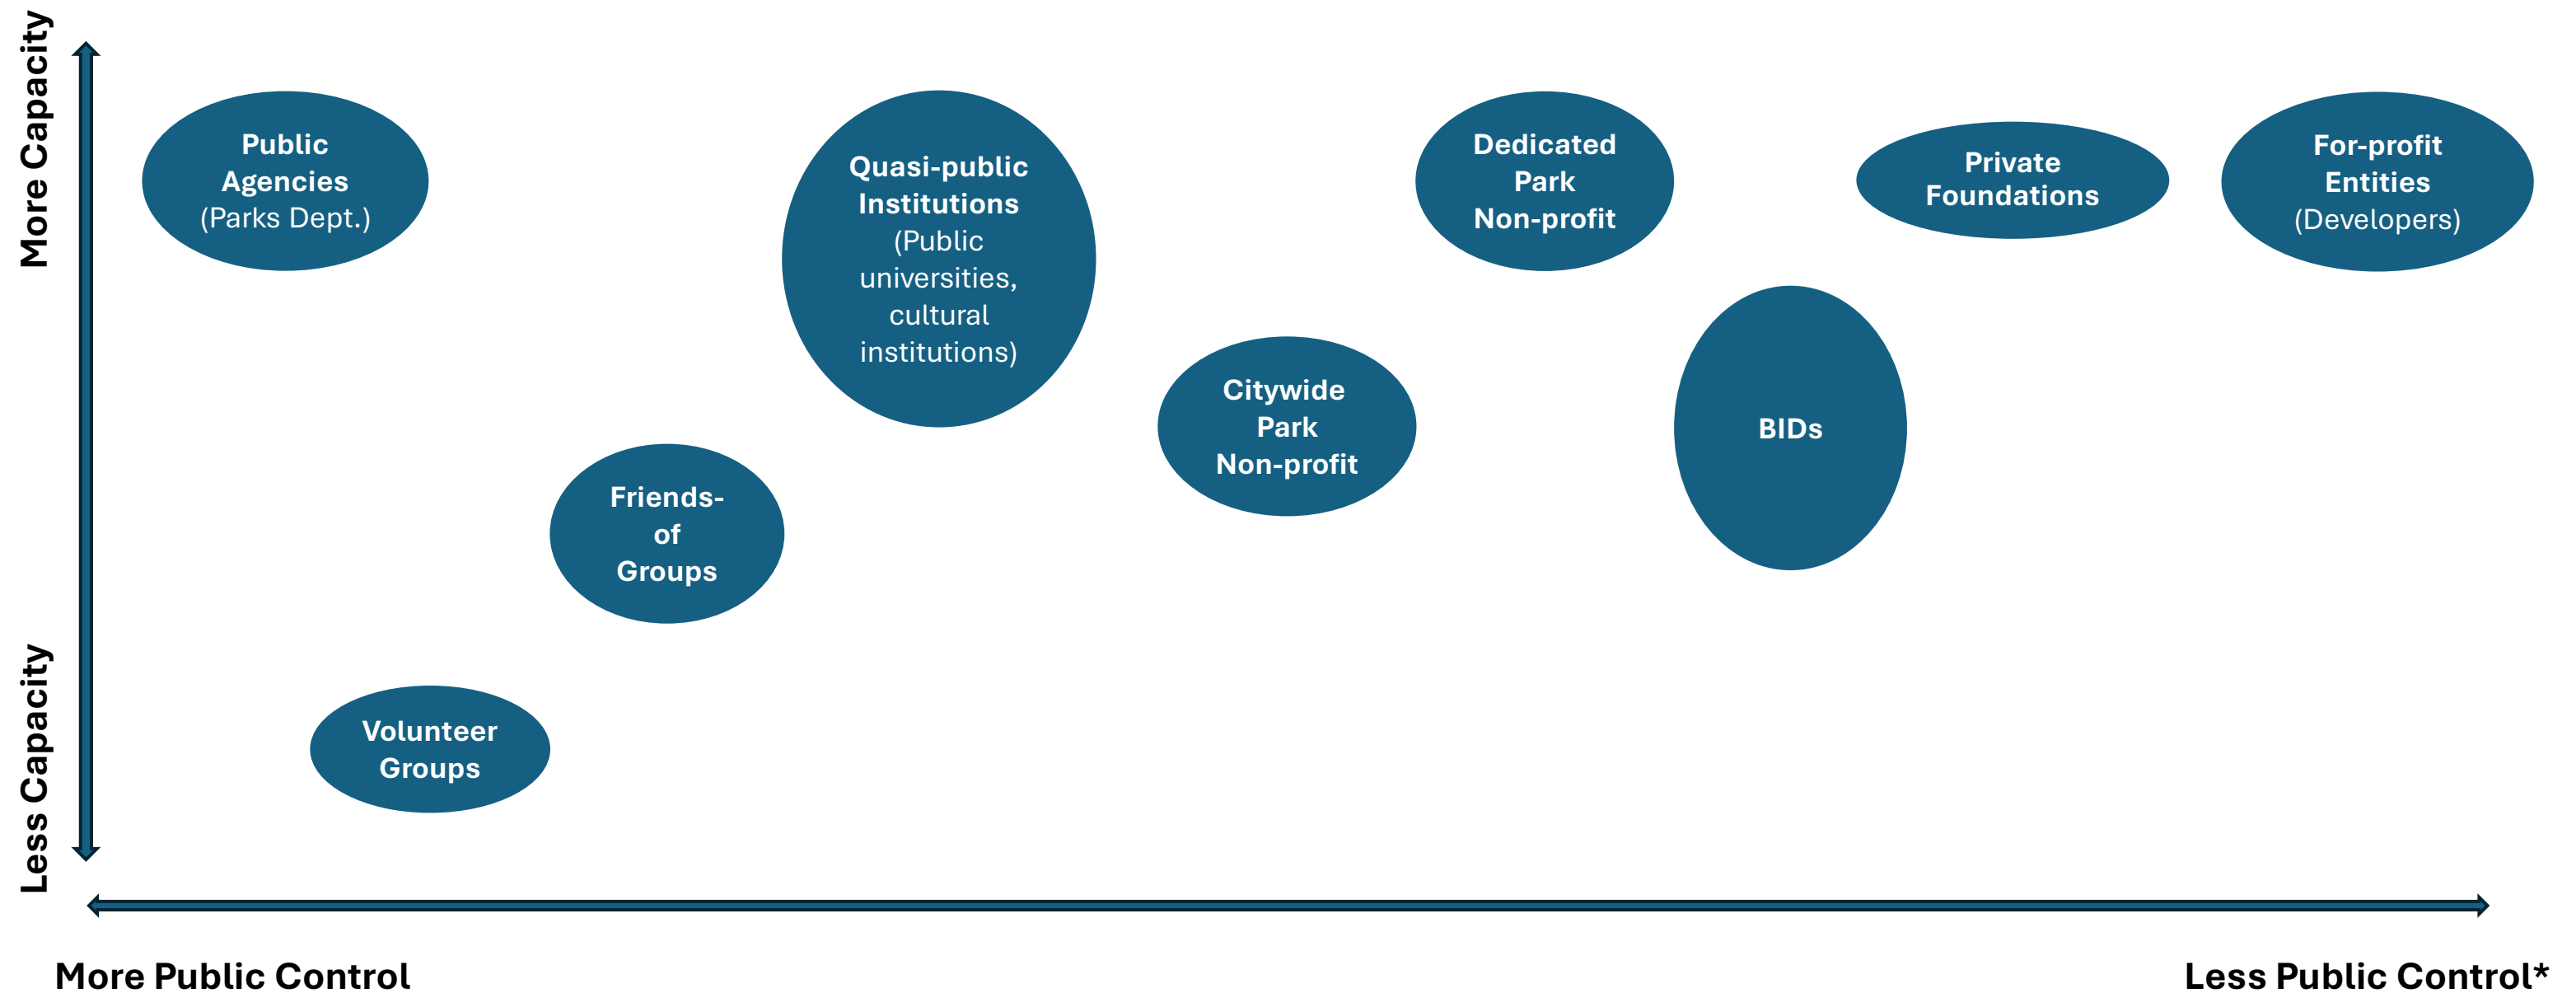 More Capacity
Less Capacity
Public
Agencies
(Parks Dept.)
Volunteer
Groups
Friends-
of
Groups
Quasi-public
Institutions
(Public
universities,
cultural
institutions)
Citywide
Park
Non-profit
Dedicated
Park
Non-profit
BIDs
Private
Foundations
For-profit
Entities
(Developers)
More Public Control
Less Public Control*